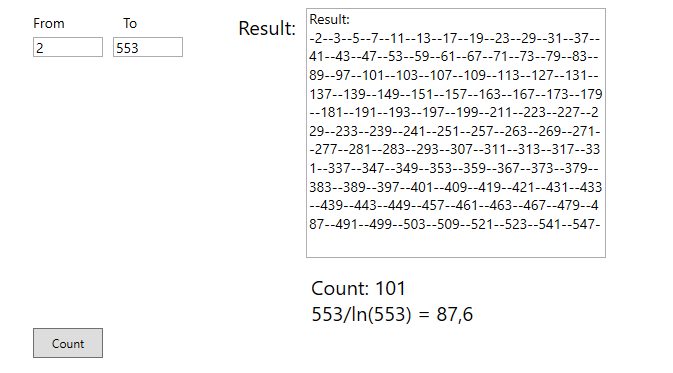 From To
2 553
Result:
Result:
-2--3--5--7--11--13--17--19--23--29--31--37--
41--43--47--53--59--61--67--71--73--79--83--
89--97--101--103--107--109--113--127--131--
137--139--149--151--157--163--167--173--179
--181--191--193--197--199--211--223--227--2
29--233--239--241--251--257--263--269--271-
-277--281--283--293--307--311--313--317--33
1--337--347--349--353--359--367--373--379--
383--389--397--401--409--419--421--431--433
--439--443--449--457--461--463--467--479--4
87--491--499--503--509--521--523--541--547-
Count: 101
553/ln(553) = 87,6
Count